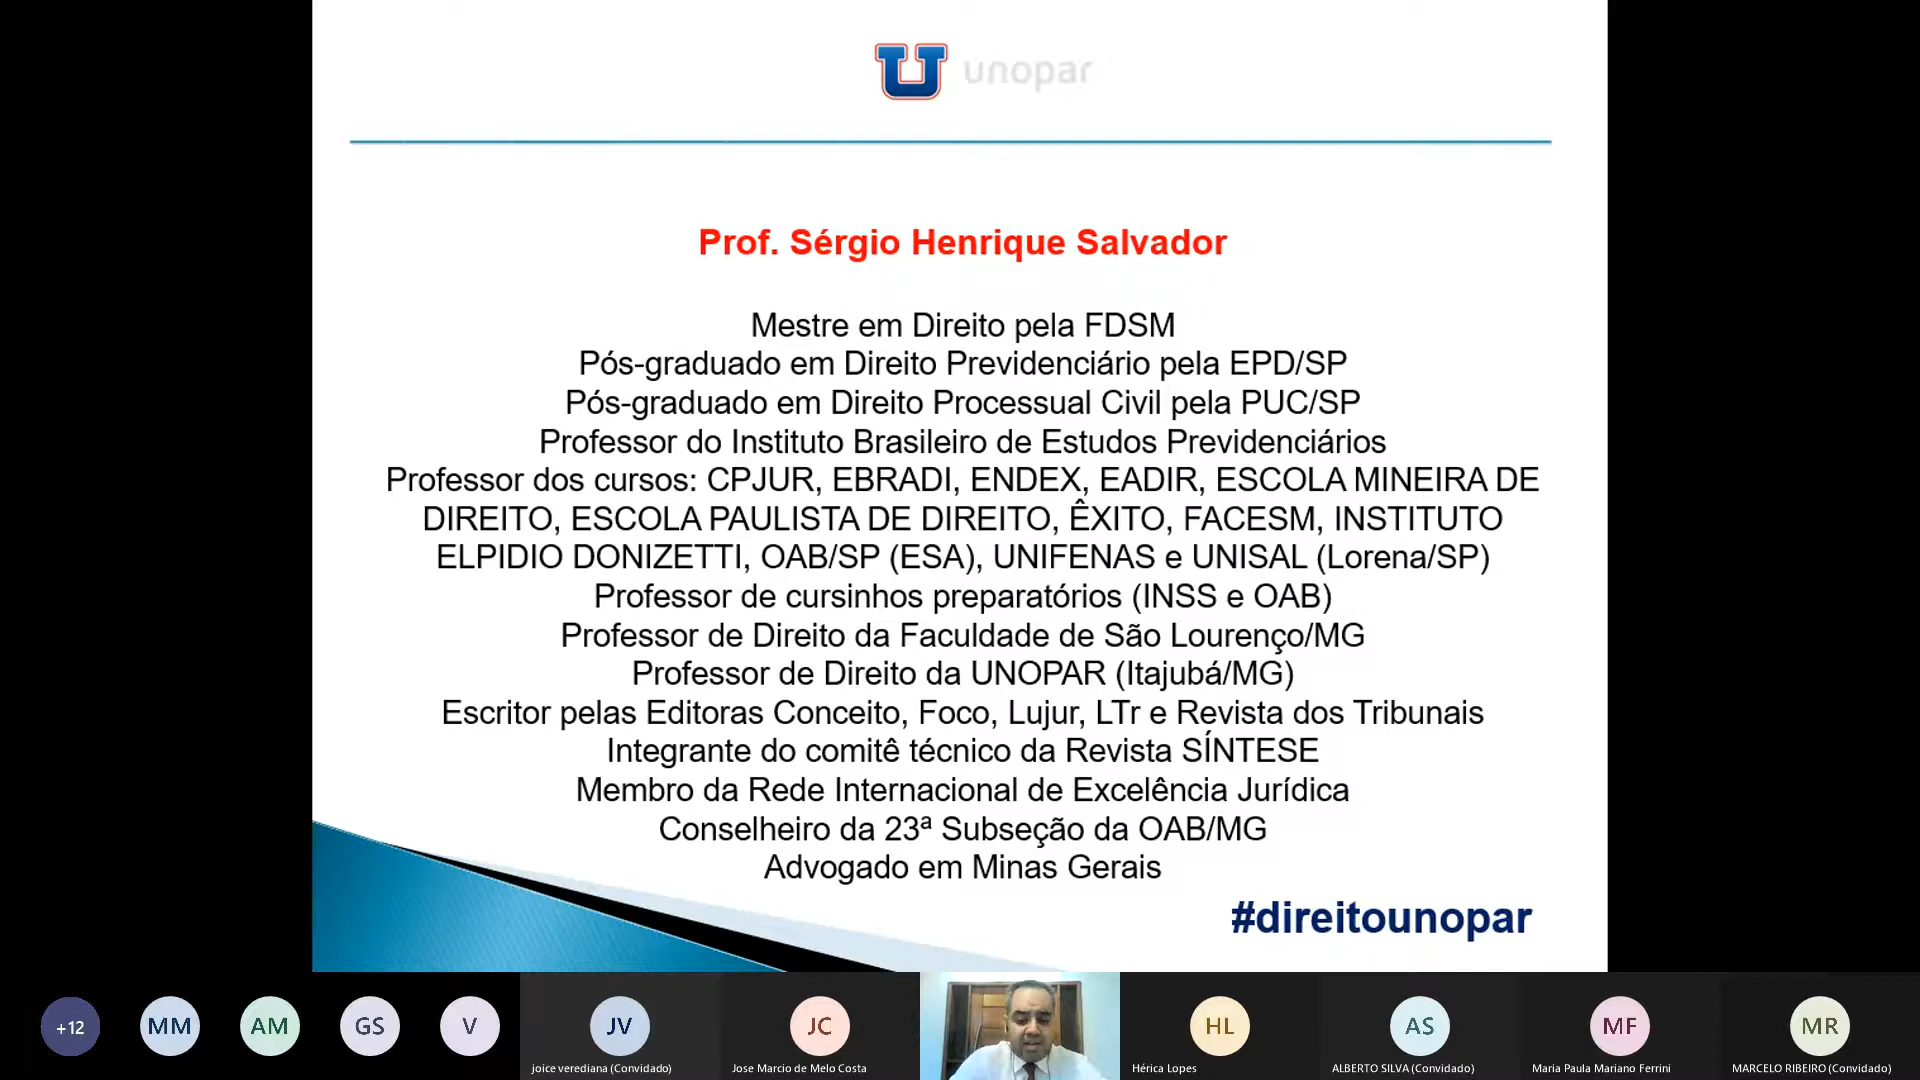 unopar
Prof. Sérgio Henrique Salvador
Mestre em Direito pela FDSM
Pós-graduado em Direito Previdenciário pela EPD/SP
Pós-graduado em Direito Processual Civil pela PUC/SP
Professor do Instituto Brasileiro de Estudos Previdenciários
Professor dos cursos: CPJUR, EBRADI, ENDEX, EADIR, ESCOLA MINEIRA DE
DIREITO, ESCOLA PAULISTA DE DIREITO, ÊXITO, FACESM, INSTITUTO
ELPIDIO DONIZETTI, OAB/SP (ESA), UNIFENAS e UNISAL (Lorena/SP)
Professor de cursinhos preparatórios (INSS e OAB)
Professor de Direito da Faculdade de São Lourenço/MG
Professor de Direito da UNOPAR (Itajubá/MG)
Escritor pelas Editoras Conceito, Foco, Lujur, LTr e Revista dos Tribunais
Integrante do comitê técnico da Revista SÍNTESE
Membro da Rede Internacional de Excelência Jurídica
Conselheiro da 23ª Subseção da OAB/MG
Advogado em Minas Gerais
#direitounopar
+12 MM AM GS V JV JC HL AS MF MR
joice verediana (Convidado) Jose Marcio de Melo Costa Hérica Lopes ALBERTO SILVA (Convidado) Maria Paula Mariano Ferrini MARCELO RIBEIRO (Convidado)